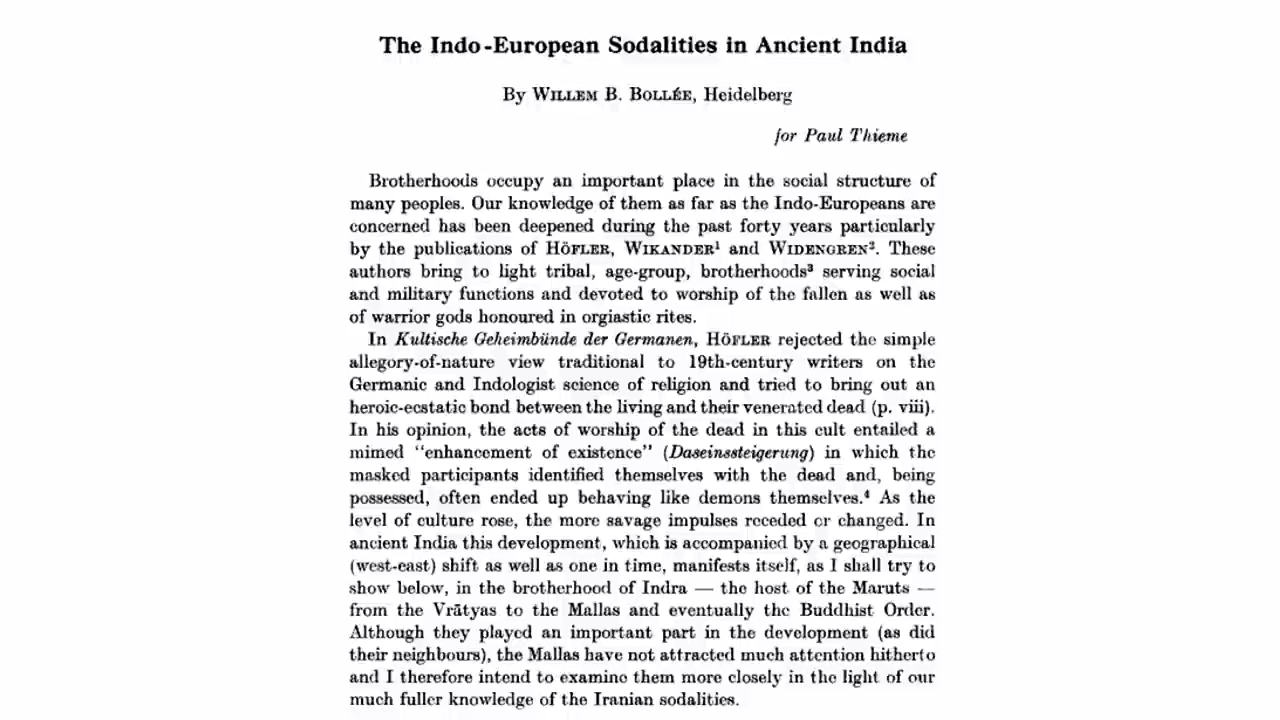 The Indo-European Sodalities in Ancient India
By WILLEM B. BOLLÉE, Heidelberg
for Paul Thieme
Brotherhoods occupy an important place in the social structure of
many peoples. Our knowledge of them as far as the Indo-Europeans are
concerned has been deepened during the past forty years particularly
by the publications of HÖFLER, WIKANDER¹ and WIDENGREN². These
authors bring to light tribal, age-group, brotherhoods³ serving social
and military functions and devoted to worship of the fallen as well as
of warrior gods honoured in orgiastic rites.
In Kultische Geheimbünde der Germanen, HÖFLER rejected the simple
allegory-of-nature view traditional to 19th-century writers on the
Germanic and Indologist science of religion and tried to bring out an
heroic-ecstatic bond between the living and their venerated dead (p. viii).
In his opinion, the acts of worship of the dead in this cult entailed a
mimed "enhancement of existence" (Daseinssteigerung) in which the
masked participants identified themselves with the dead and, being
possessed, often ended up behaving like demons themselves.⁴ As the
level of culture rose, the more savage impulses receded or changed. In
ancient India this development, which is accompanied by a geographical
(west-east) shift as well as one in time, manifests itself, as I shall try to
show below, in the brotherhood of Indra — the host of the Maruts —
from the Vrātyas to the Mallas and eventually the Buddhist Order.
Although they played an important part in the development (as did
their neighbours), the Mallas have not attracted much attention hitherto
and I therefore intend to examine them more closely in the light of our
much fuller knowledge of the Iranian sodalities.